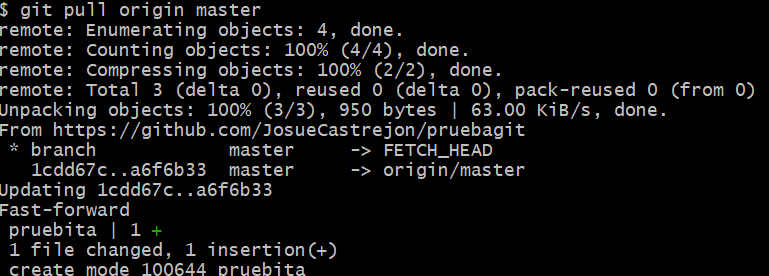 $ git pull origin master
remote: Enumerating objects: 4, done.
remote: Counting objects: 100% (4/4), done.
remote: Compressing objects: 100% (2/2), done.
remote: Total 3 (delta 0), reused 0 (delta 0), pack-reused 0 (from 0)
Unpacking objects: 100% (3/3), 950 bytes | 63.00 KiB/s, done.
From https://github.com/JosueCastrejon/pruebagit
 * branch            master     -> FETCH_HEAD
   1cdd67c..a6f6b33  master     -> origin/master
Updating 1cdd67c..a6f6b33
Fast-forward
 pruebita | 1 +
 1 file changed, 1 insertion(+)
 create mode 100644 pruebita